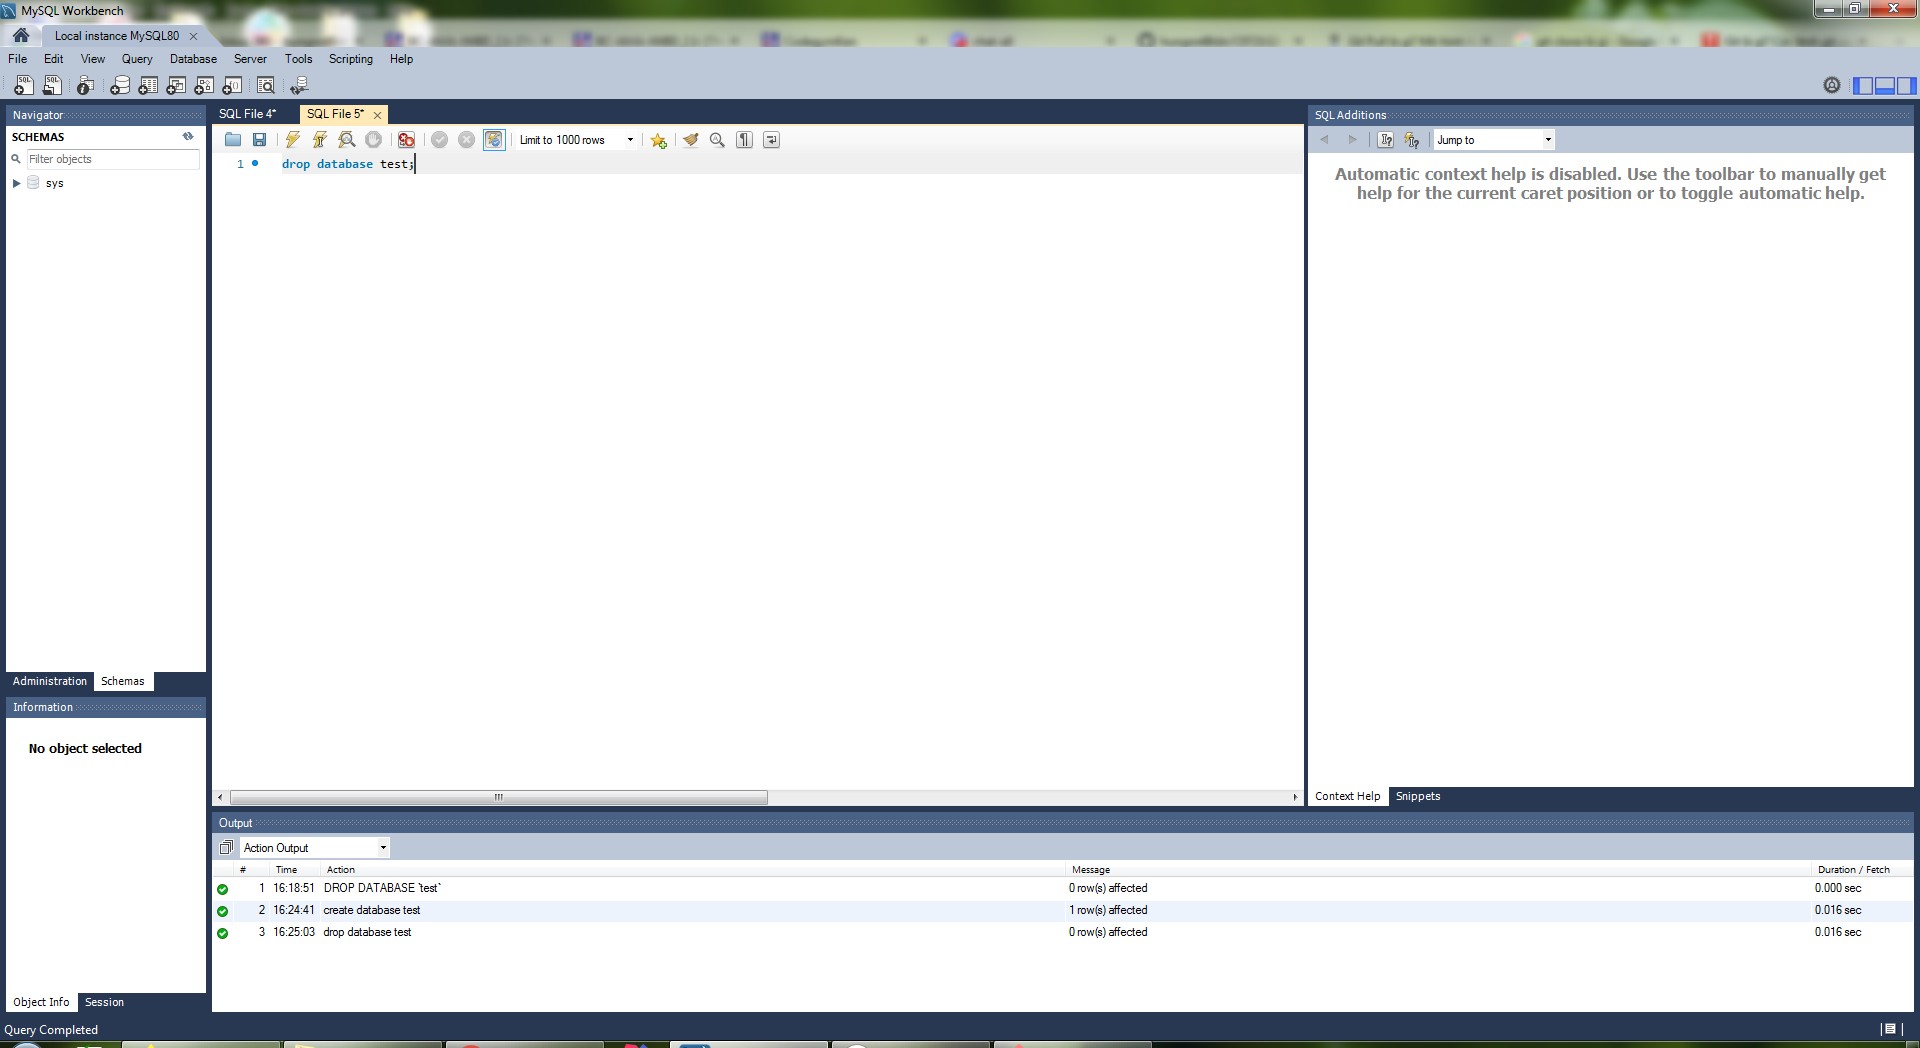 MySQL Workbench
Local instance MySQL80
File Edit View Query Database Server Tools Scripting Help
Navigator
SCHEMAS
Filter objects
sys
Administration Schemas
Information
No object selected
Object Info Session
SQL File 4* SQL File 5*
Limit to 1000 rows
1 drop database test;
SQL Additions
Jump to
Automatic context help is disabled. Use the toolbar to manually get
help for the current caret position or to toggle automatic help.
Context Help Snippets
Output
Action Output
# Time Action Message Duration / Fetch
1 16:18:51 DROP DATABASE `test` 0 row(s) affected 0.000 sec
2 16:24:41 create database test 1 row(s) affected 0.016 sec
3 16:25:03 drop database test 0 row(s) affected 0.016 sec
Query Completed